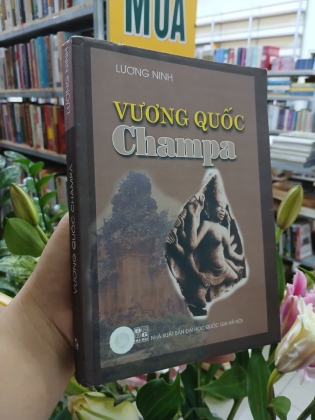 MUA
LƯƠNG NINH
VƯƠNG QUỐC
Champa
NHÀ XUẤT BẢN ĐẠI HỌC QUỐC GIA HÀ NỘI
VƯƠNG QUỐC CHAMPA